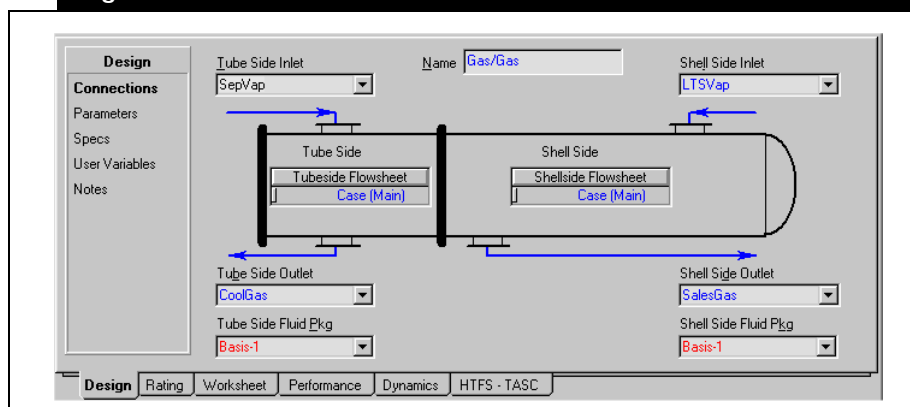 Design
Connections
Parameters
Specs
User Variables
Notes
Tube Side Inlet
SepVap
Name Gas/Gas
Shell Side Inlet
LTSVap
Tube Side
Shell Side
Tubeside Flowsheet
Case (Main)
Shellside Flowsheet
Case (Main)
Tube Side Outlet
CoolGas
Shell Side Outlet
SalesGas
Tube Side Fluid Pkg
Basis-1
Shell Side Fluid Pkg
Basis-1
Design Rating Worksheet Performance Dynamics HTFS - TASC